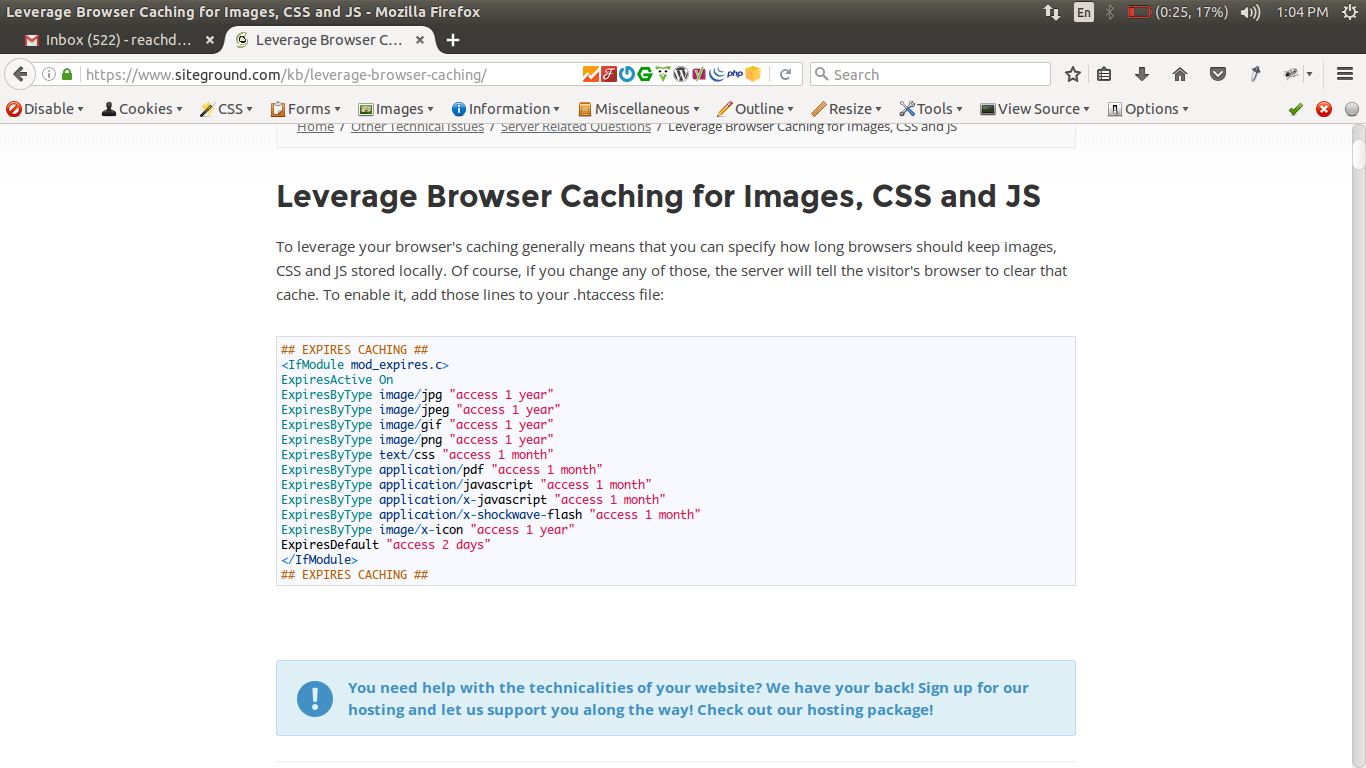 Leverage Browser Caching for Images, CSS and JS - Mozilla Firefox
En
(0:25, 17%)
1:04 PM
Inbox (522) - reachd...
Leverage Browser C...
https://www.siteground.com/kb/leverage-browser-caching/
php
Search
Disable
Cookies
CSS
Forms
Images
Information
Miscellaneous
Outline
Resize
Tools
View Source
Options
Home / Other Technical Issues / Server Related Questions / Leverage Browser Caching for Images, CSS and JS
Leverage Browser Caching for Images, CSS and JS
To leverage your browser's caching generally means that you can specify how long browsers should keep images,
CSS and JS stored locally. Of course, if you change any of those, the server will tell the visitor's browser to clear that
cache. To enable it, add those lines to your .htaccess file:
## EXPIRES CACHING ##
<IfModule mod_expires.c>
ExpiresActive On
ExpiresByType image/jpg "access 1 year"
ExpiresByType image/jpeg "access 1 year"
ExpiresByType image/gif "access 1 year"
ExpiresByType image/png "access 1 year"
ExpiresByType text/css "access 1 month"
ExpiresByType application/pdf "access 1 month"
ExpiresByType application/javascript "access 1 month"
ExpiresByType application/x-javascript "access 1 month"
ExpiresByType application/x-shockwave-flash "access 1 month"
ExpiresByType image/x-icon "access 1 year"
ExpiresDefault "access 2 days"
</IfModule>
## EXPIRES CACHING ##
You need help with the technicalities of your website? We have your back! Sign up for our
hosting and let us support you along the way! Check out our hosting package!